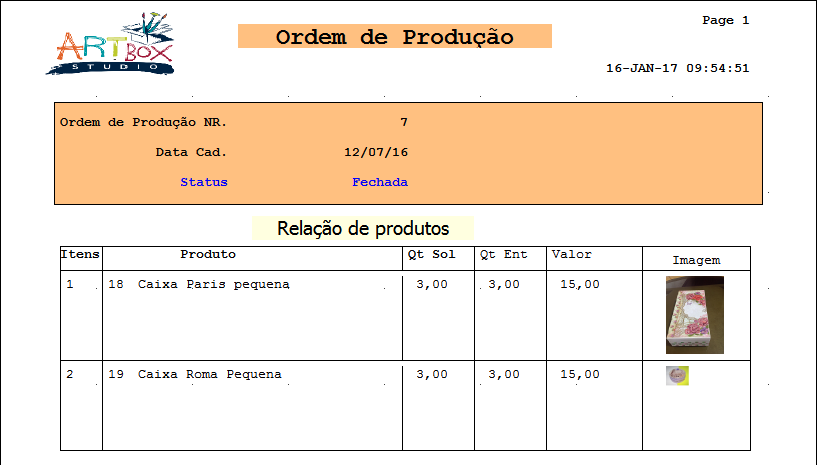 ARTBOX
STUDIO
Ordem de Produção
Page 1
16-JAN-17 09:54:51
Ordem de Produção NR. 7
Data Cad. 12/07/16
Status Fechada
Relação de produtos
Itens Produto Qt Sol Qt Ent Valor Imagem
1 18 Caixa Paris pequena 3,00 3,00 15,00
2 19 Caixa Roma Pequena 3,00 3,00 15,00